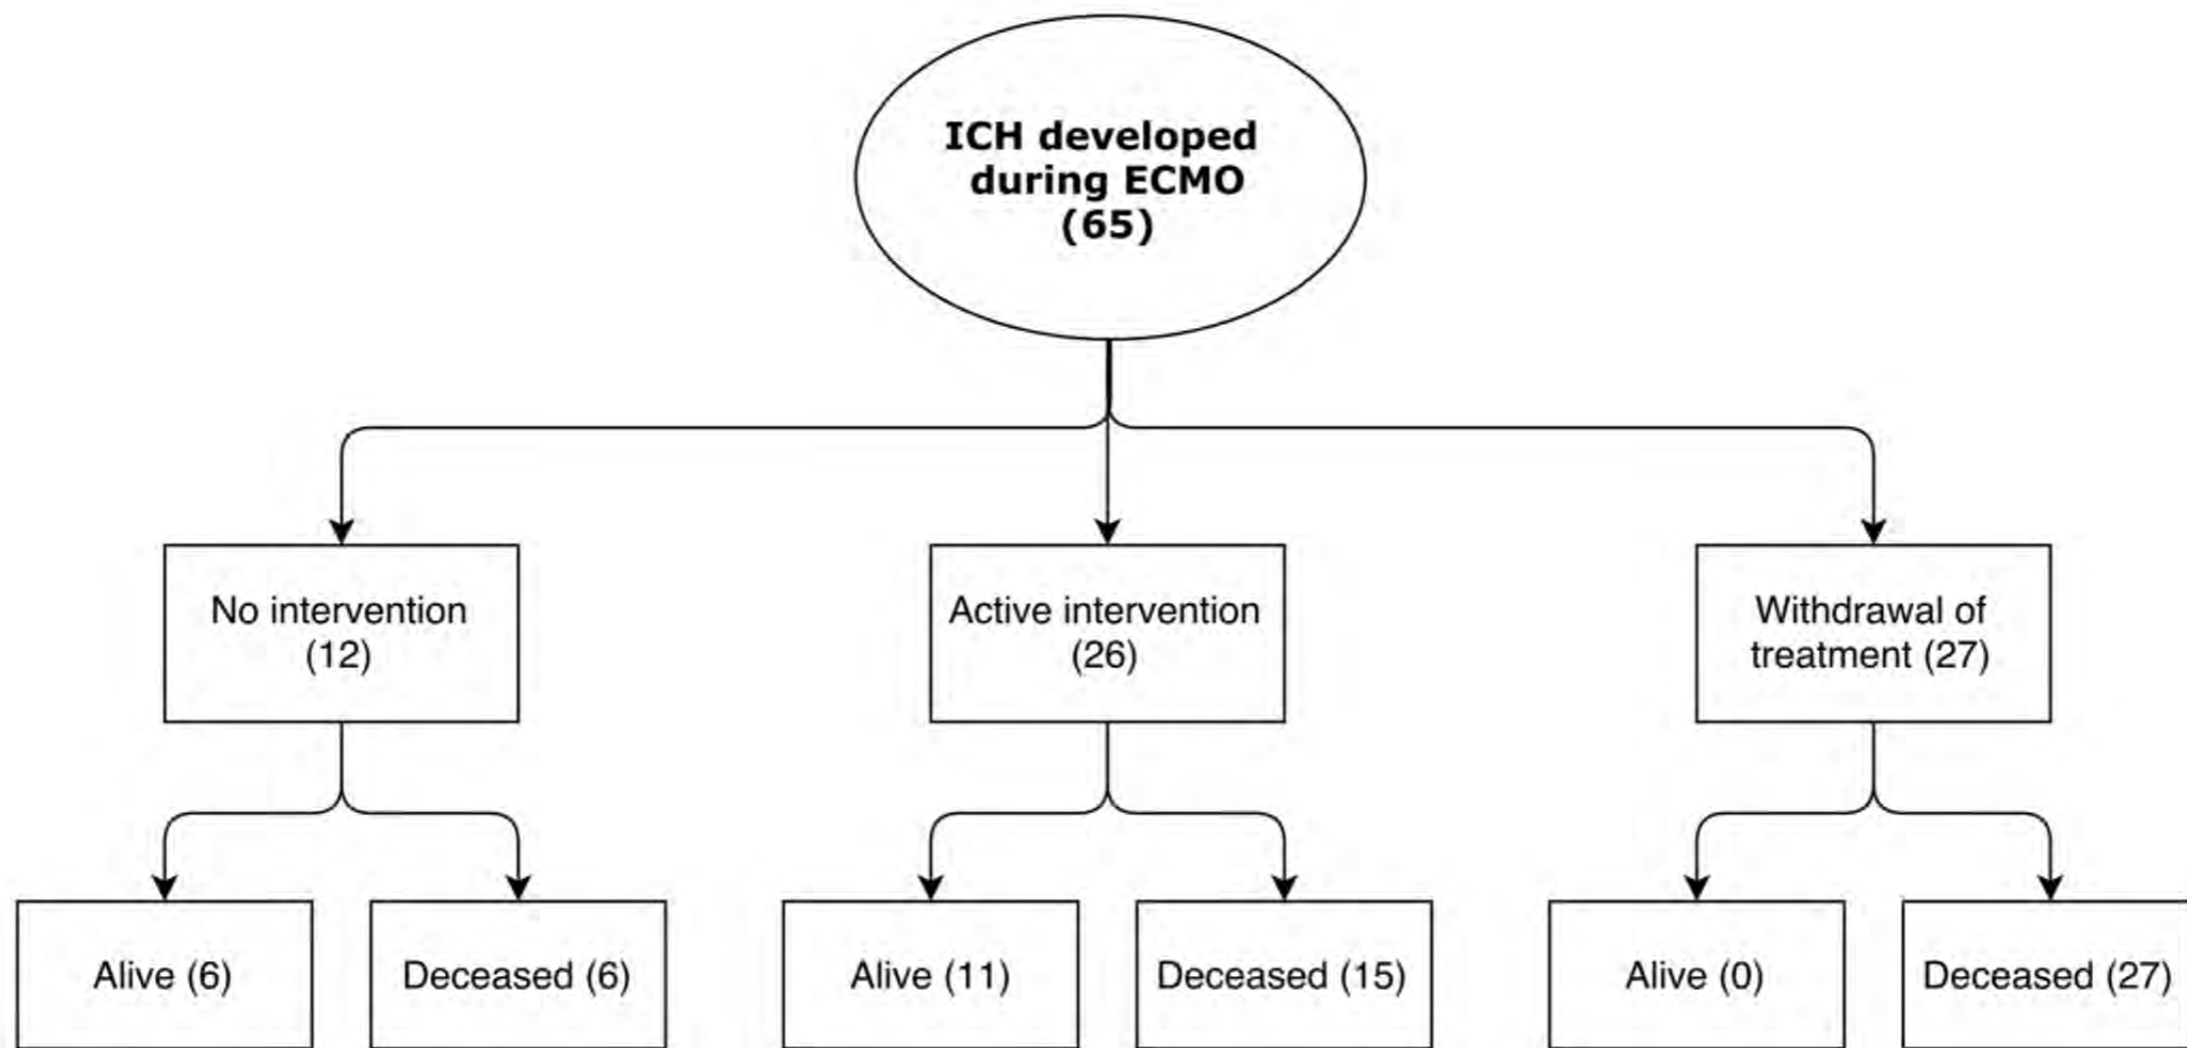 ICH developed
during ECMO
(65)
No intervention
(12)
Active intervention
(26)
Withdrawal of
treatment (27)
Alive (6)
Deceased (6)
Alive (11)
Deceased (15)
Alive (0)
Deceased (27)